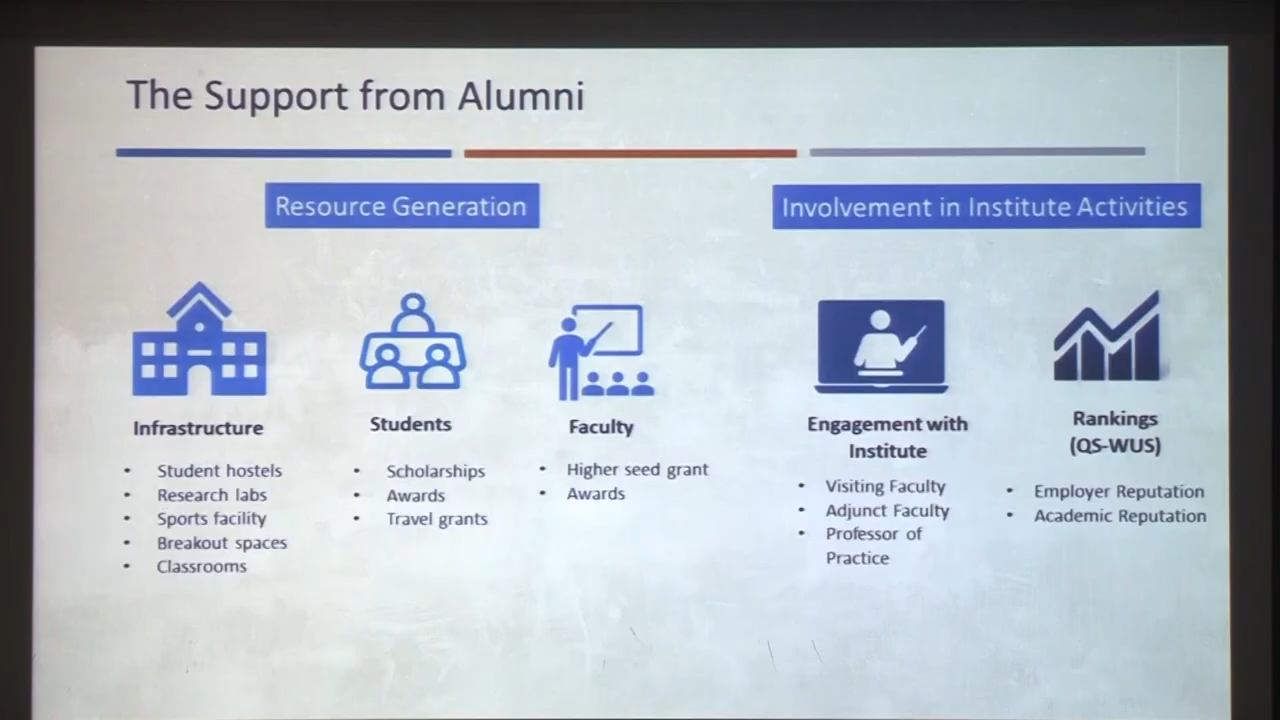 The Support from Alumni
Resource Generation
Involvement in Institute Activities
Infrastructure
• Student hostels
• Research labs
• Sports facility
• Breakout spaces
• Classrooms
Students
• Scholarships
• Awards
• Travel grants
Faculty
• Higher seed grant
• Awards
Engagement with
Institute
• Visiting Faculty
• Adjunct Faculty
• Professor of
Practice
Rankings
(QS-WUS)
• Employer Reputation
• Academic Reputation